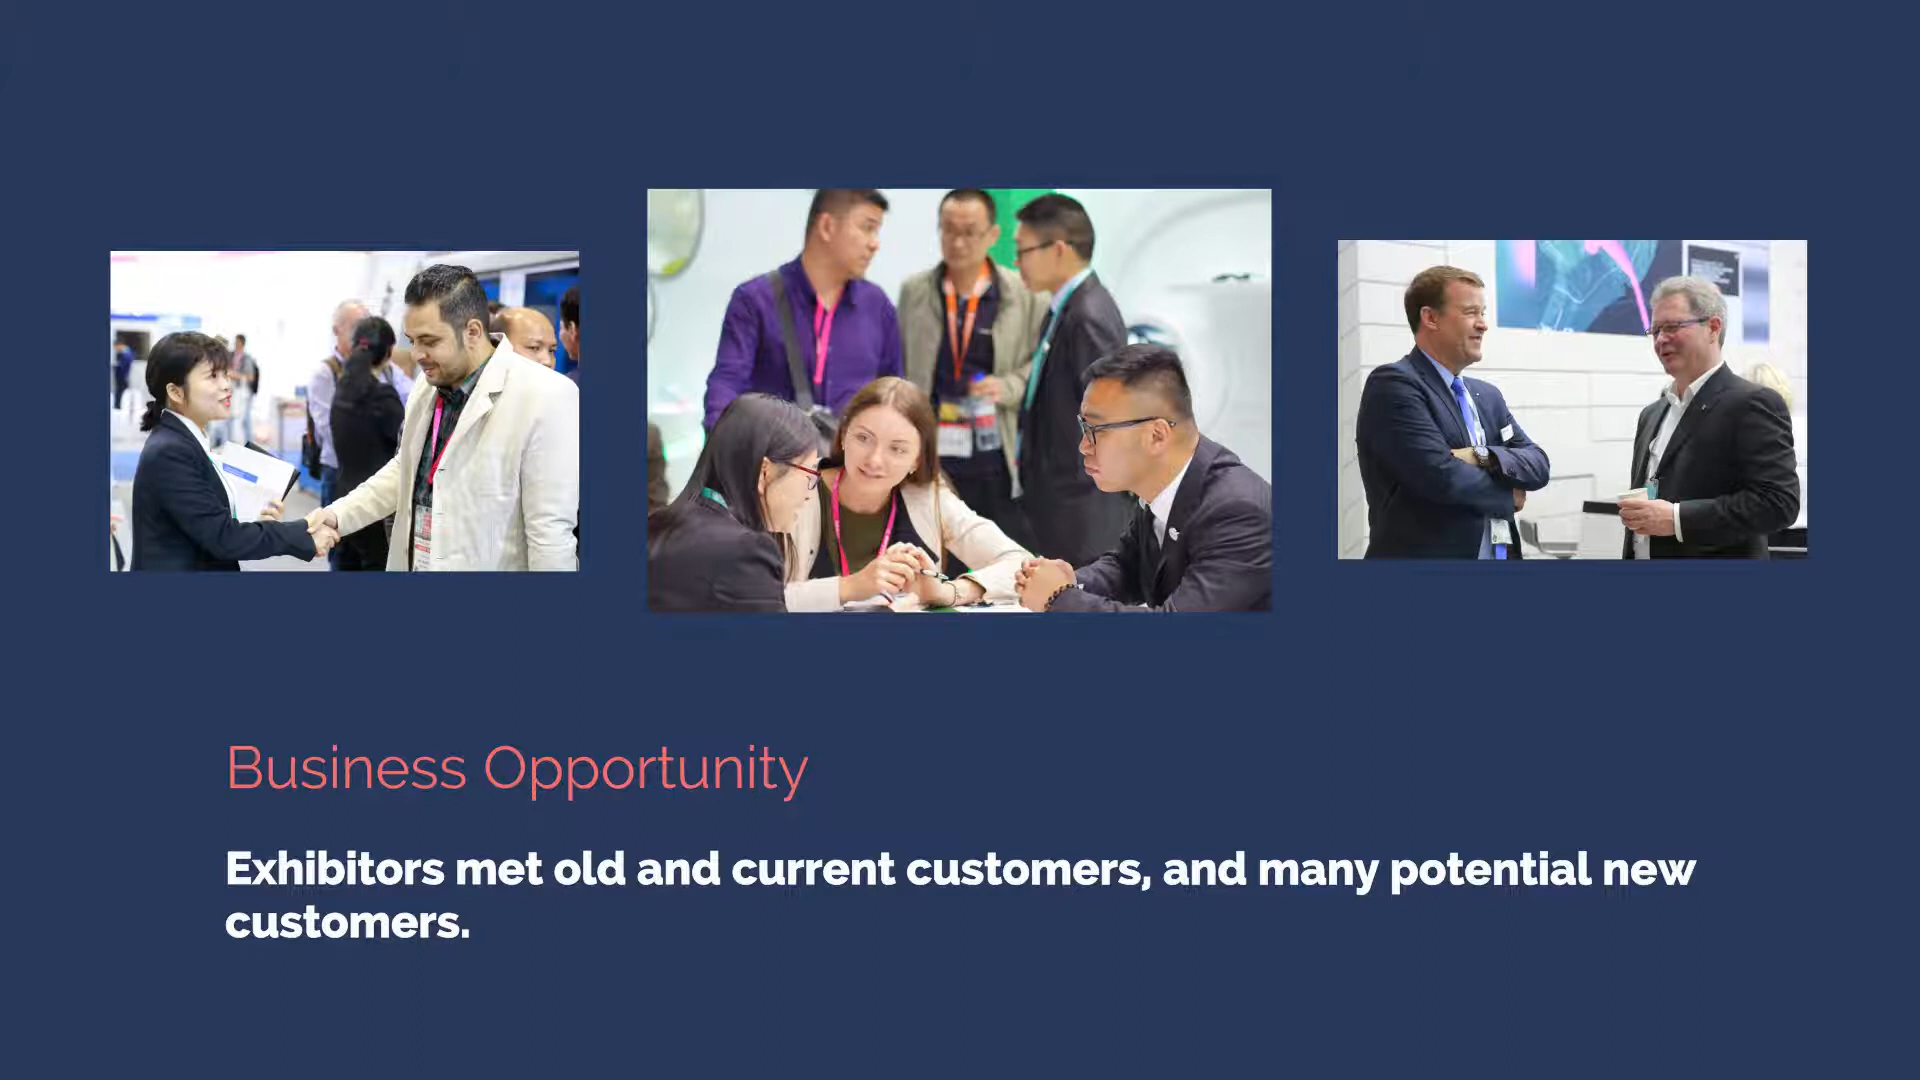 Business Opportunity
Exhibitors met old and current customers, and many potential new
customers.